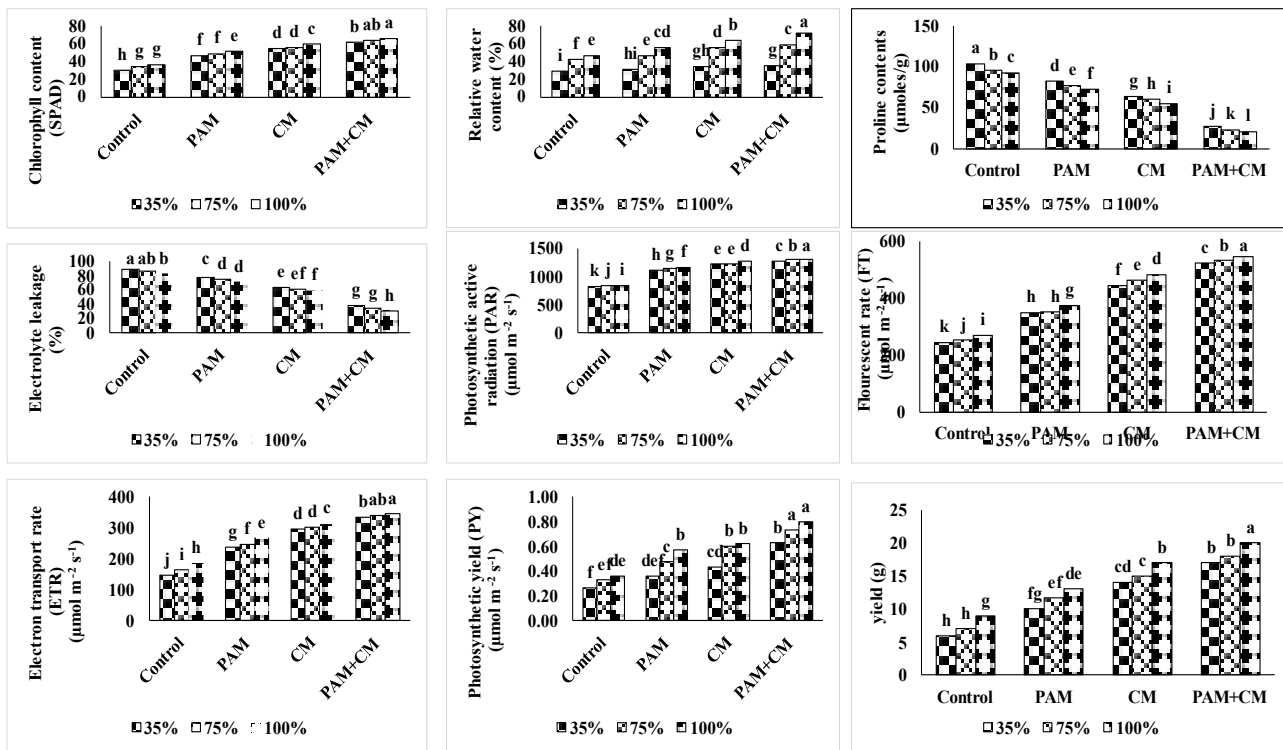 Chlorophyll content
(SPAD)
80
60
40
20
0
h g g f f e d d c b ab a
Control PAM CM PAM+CM
35% 75% 100%
Relative water
content (%)
80
60
40
20
0
i f e hi e cd gh d b g d a
Control PAM CM PAM+CM
35% 75% 100%
Proline contents
(µmoles/g)
150
100
50
0
a b c d e f g h i j k l
Control PAM CM PAM+CM
35% 75% 100%
Electrolyte leakage
(%)
100
80
60
40
20
0
a ab b c d d e ef f g g h
Control PAM CM PAM+CM
35% 75% 100%
Photosynthetic active
radiation (PAR)
(µmol m⁻² s⁻¹)
1500
1000
500
0
k j i h g f e e d c b a
Control PAM CM PAM+CM
35% 75% 100%
Flourescent rate (FT)
(µmol m⁻² s⁻¹)
600
400
200
0
k j i h h g f e d c b a
Control PAM CM PAM+CM
35% 75% 100%
Electron transport rate
(ETR)
(µmol m⁻² s⁻¹)
400
300
200
100
0
j i h g f e d d c b ab a
Control PAM CM PAM+CM
35% 75% 100%
Photosynthetic yield (PY)
(µmol m⁻² s⁻¹)
1.00
0.80
0.60
0.40
0.20
0.00
f ef de def c b cd b b b a a
Control PAM CM PAM+CM
35% 75% 100%
yield (g)
25
20
15
10
5
0
h h g fg ef de cd c b b b a
Control PAM CM PAM+CM
35% 75% 100%